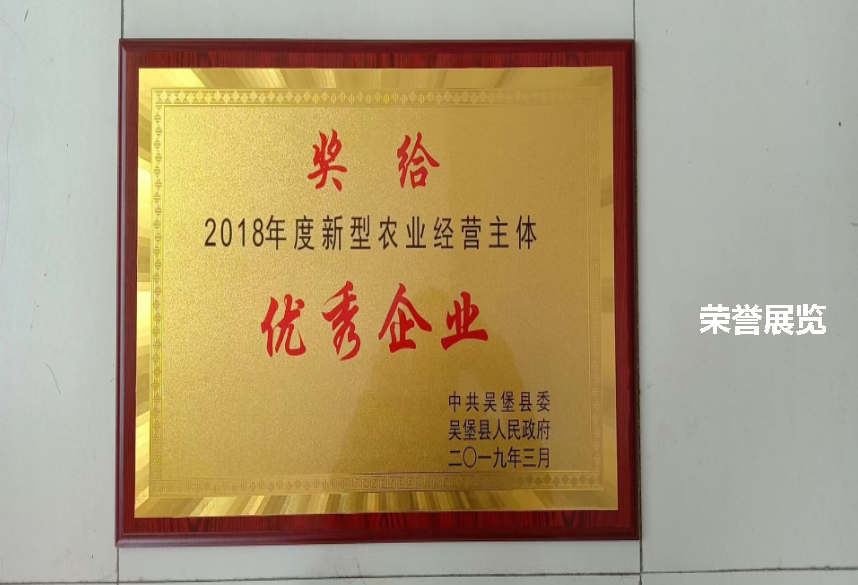 奖给
2018年度新型农业经营主体
优秀企业
中共吴堡县委
吴堡县人民政府
二〇一九年三月
荣誉展览